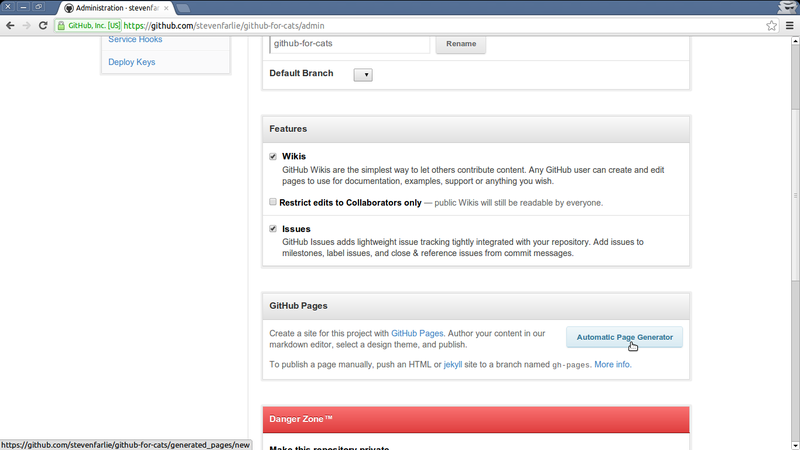 Administration - stevenfarlie
GitHub, Inc. [US] https://github.com/stevenfarlie/github-for-cats/admin
Service Hooks
Deploy Keys
github-for-cats
Rename
Default Branch
Features
Wikis
GitHub Wikis are the simplest way to let others contribute content. Any GitHub user can create and edit
pages to use for documentation, examples, support or anything you wish.
Restrict edits to Collaborators only — public Wikis will still be readable by everyone.
Issues
GitHub Issues adds lightweight issue tracking tightly integrated with your repository. Add issues to
milestones, label issues, and close & reference issues from commit messages.
GitHub Pages
Create a site for this project with GitHub Pages. Author your content in our
markdown editor, select a design theme, and publish.
Automatic Page Generator
To publish a page manually, push an HTML or jekyll site to a branch named gh-pages. More info.
Danger Zone™
Make this repository private
https://github.com/stevenfarlie/github-for-cats/generated_pages/new